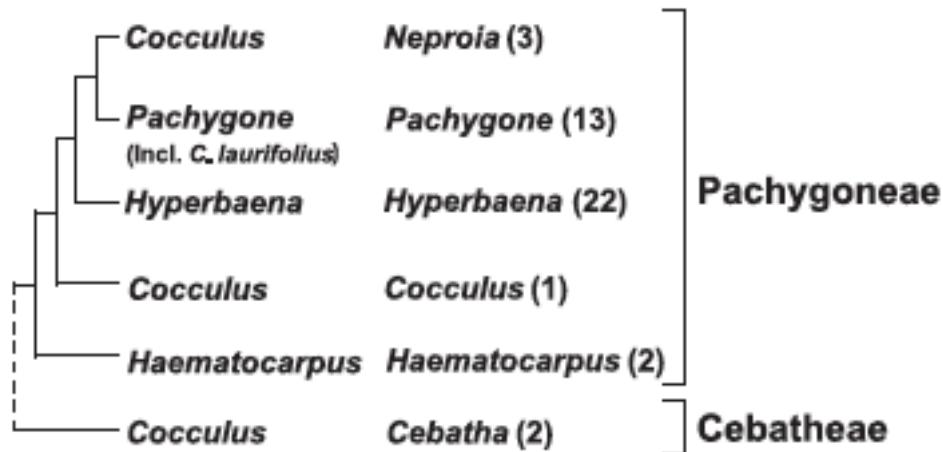 Cocculus Neproia (3)
Pachygone Pachygone (13)
(Incl. C. laurifolius)
Pachygoneae
Hyperbaena Hyperbaena (22)
Cocculus Cocculus (1)
Haematocarpus Haematocarpus (2)
Cocculus Cebatha (2)
Cebatheae